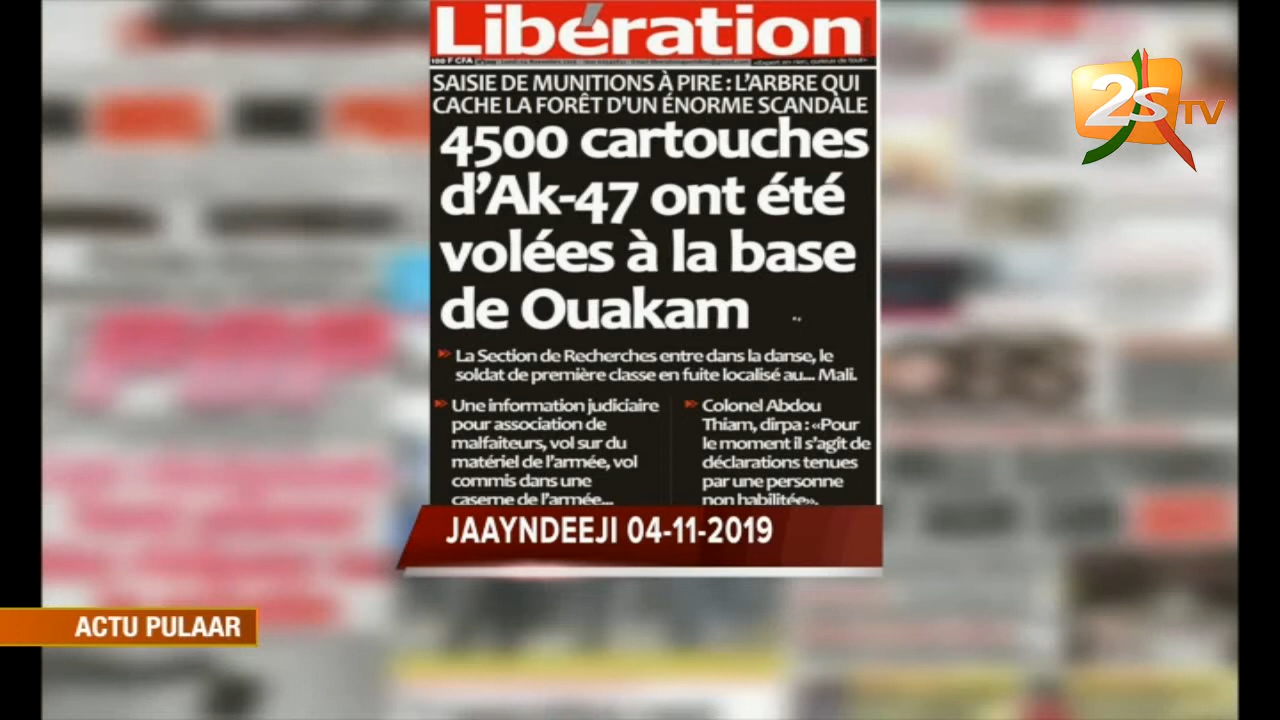 Libération
100 F CFA
SAISIE DE MUNITIONS À PIRE : L'ARBRE QUI
CACHE LA FORÊT D'UN ÉNORME SCANDALE
4500 cartouches
d'Ak-47 ont été
volées à la base
de Ouakam
La Section de Recherches entre dans la danse, le
soldat de première classe en fuite localisé au... Mali.
Une information judiciaire
pour association de
malfaiteurs, vol sur du
matériel de l'armée, vol
commis dans une
caserne de l'armée...
Colonel Abdou
Thiam, dirpa : «Pour
le moment il s'agit de
déclarations tenues
par une personne
non habilitée».
2s TV
JAAYNDEEJI 04-11-2019
ACTU PULAAR